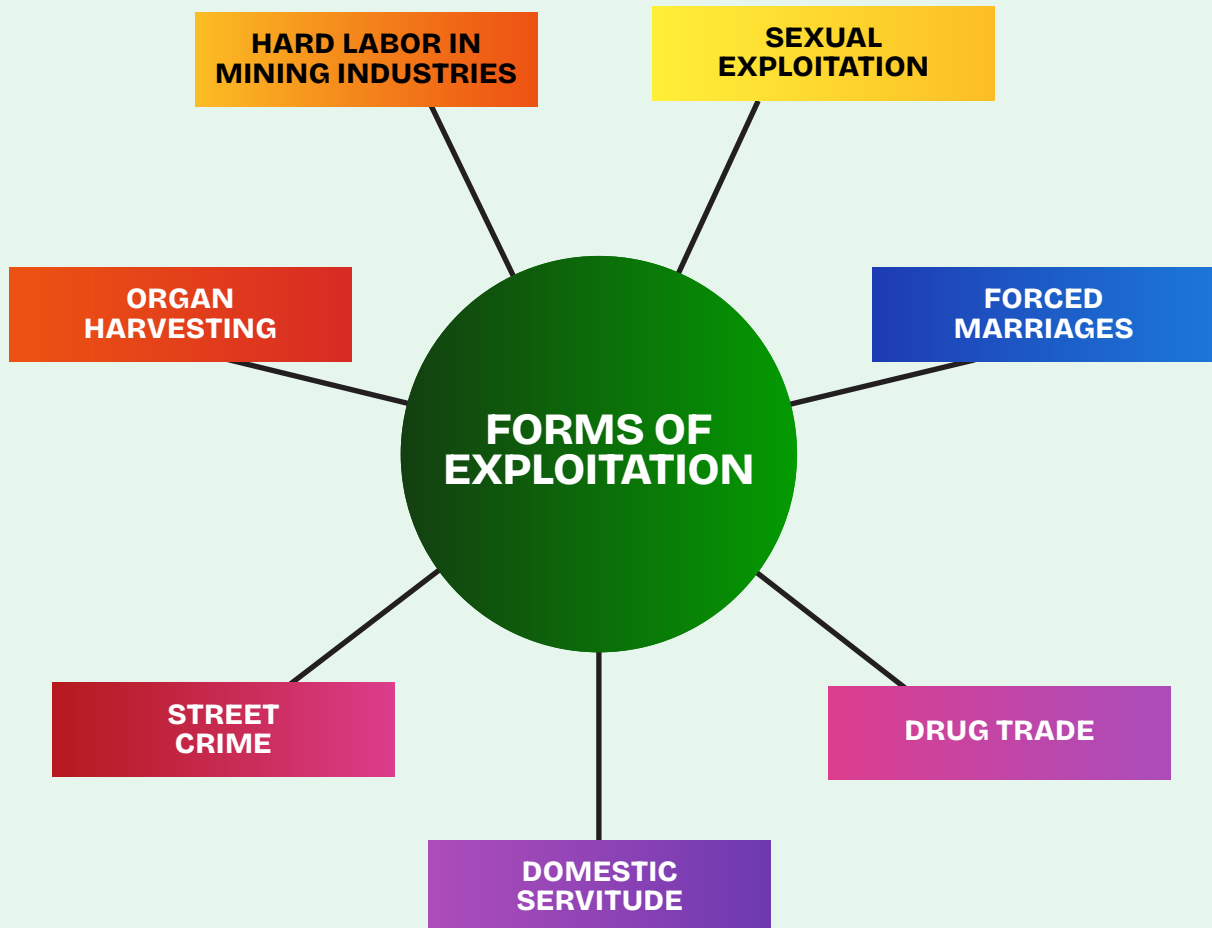 HARD LABOR IN
MINING INDUSTRIES
SEXUAL
EXPLOITATION
ORGAN
HARVESTING
FORCED
MARRIAGES
FORMS OF
EXPLOITATION
STREET
CRIME
DRUG TRADE
DOMESTIC
SERVITUDE